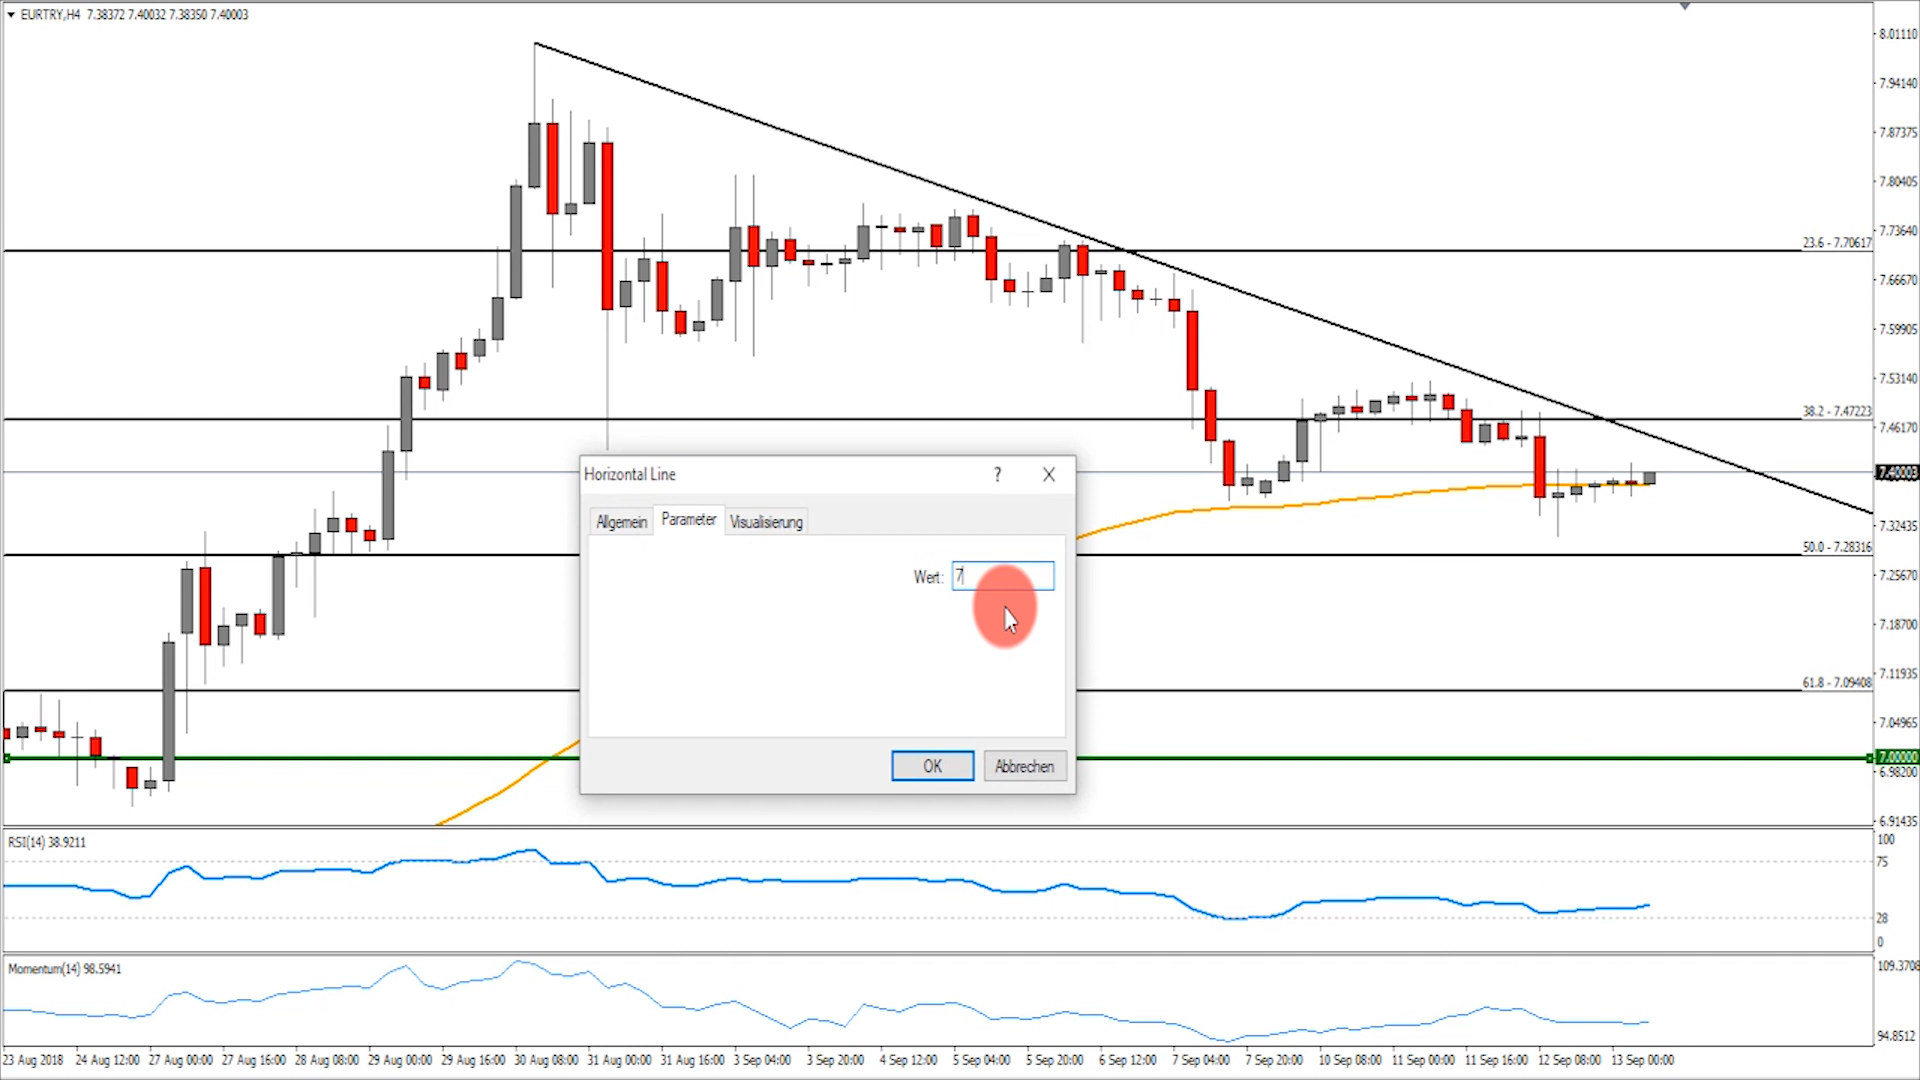 EURTRY,H4 7.38372 7.40032 7.38350 7.40003
8.01110
7.94140
7.87375
7.80405
7.73640
23.6 - 7.70617
7.66670
7.59905
7.53140
38.2 - 7.47223
7.46170
7.40003
Horizontal Line
?
X
Allgemein
Parameter
Visualisierung
7.32435
50.0 - 7.28316
Wert: 7
7.25670
7.18700
7.11935
61.8 - 7.09408
7.04965
7.00000
OK
Abbrechen
6.98200
6.91435
RSI(14) 38.9211
100
75
28
0
Momentum(14) 98.5941
109.3708
94.8512
23 Aug 2018 24 Aug 12:00 27 Aug 00:00 27 Aug 16:00 28 Aug 08:00 29 Aug 00:00 29 Aug 16:00 30 Aug 08:00 31 Aug 00:00 31 Aug 16:00 3 Sep 04:00 3 Sep 20:00 4 Sep 12:00 5 Sep 04:00 5 Sep 20:00 6 Sep 12:00 7 Sep 04:00 7 Sep 20:00 10 Sep 08:00 11 Sep 00:00 11 Sep 16:00 12 Sep 08:00 13 Sep 00:00